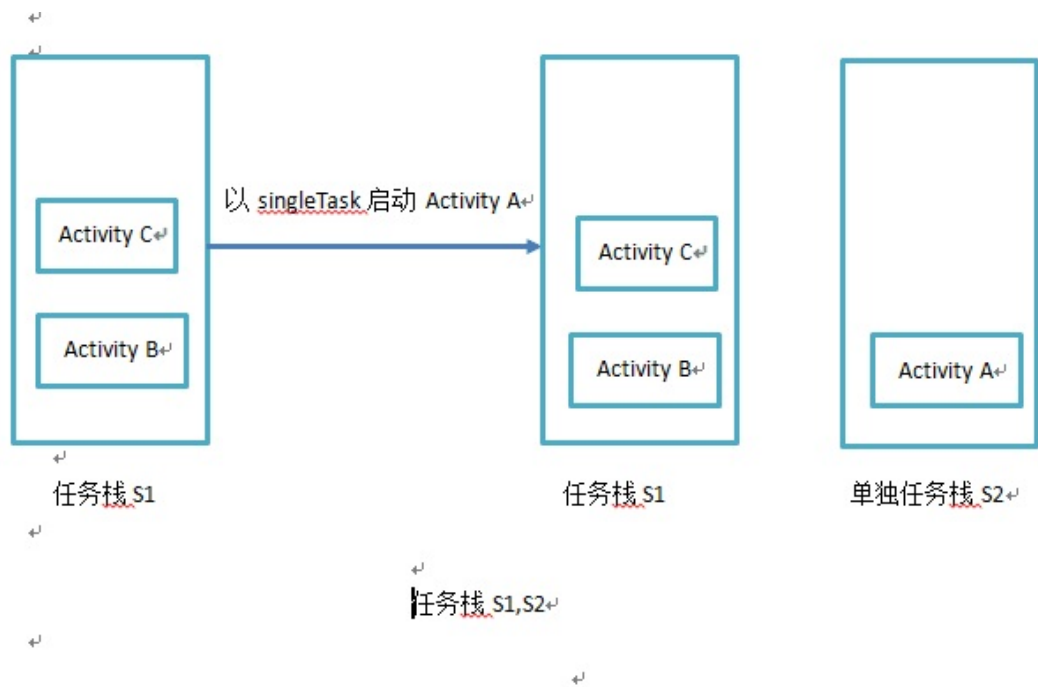 以 singleTask 启动 Activity A
Activity C
Activity B
Activity C
Activity B
Activity A
任务栈 S1
任务栈 S1
单独任务栈 S2
任务栈 S1,S2